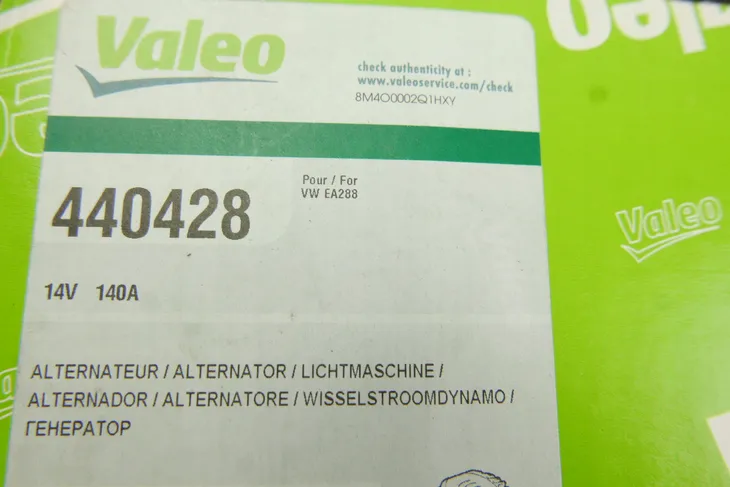 Valeo
check authenticity at :
www.valeoservice.com/check
8M4O0002Q1HXY
440428
Pour / For
VW EA288
14V 140A
ALTERNATEUR / ALTERNATOR / LICHTMASCHINE /
ALTERNADOR / ALTERNATORE / WISSELSTROOMDYNAMO /
ГЕНЕРАТОР
Valeo